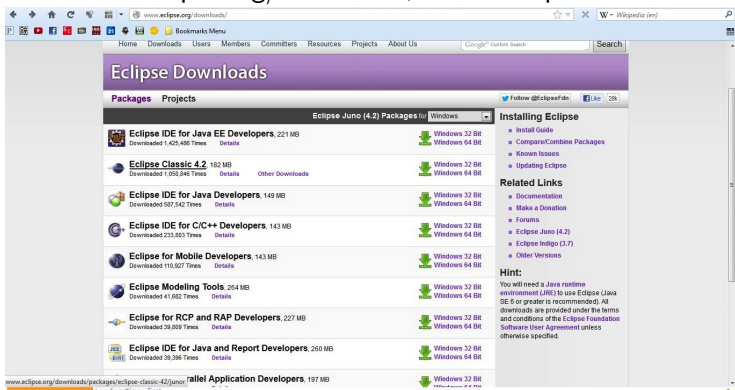 www.eclipse.org/downloads/
W - Wikipedia (en)
Bookmarks Menu
Home Downloads Users Members Committers Resources Projects About Us
Google Custom Search
Search
Eclipse Downloads
Packages Projects
Follow @EclipseFdn
Like 28k
Eclipse Juno (4.2) Packages for Windows
Eclipse IDE for Java EE Developers, 221 MB
Downloaded 1,425,486 Times Details
Windows 32 Bit
Windows 64 Bit
Eclipse Classic 4.2, 182 MB
Downloaded 1,050,846 Times Details Other Downloads
Windows 32 Bit
Windows 64 Bit
Eclipse IDE for Java Developers, 149 MB
Downloaded 587,542 Times Details
Windows 32 Bit
Windows 64 Bit
Eclipse IDE for C/C++ Developers, 143 MB
Downloaded 233,803 Times Details
Windows 32 Bit
Windows 64 Bit
Eclipse for Mobile Developers, 143 MB
Downloaded 110,927 Times Details
Windows 32 Bit
Windows 64 Bit
Eclipse Modeling Tools, 264 MB
Downloaded 41,682 Times Details
Windows 32 Bit
Windows 64 Bit
Eclipse for RCP and RAP Developers, 227 MB
Downloaded 39,809 Times Details
Windows 32 Bit
Windows 64 Bit
Eclipse IDE for Java and Report Developers, 260 MB
Downloaded 39,396 Times Details
Windows 32 Bit
Windows 64 Bit
Parallel Application Developers, 197 MB
Windows 32 Bit
Installing Eclipse
Install Guide
Compare/Combine Packages
Known Issues
Updating Eclipse
Related Links
Documentation
Make a Donation
Forums
Eclipse Juno (4.2)
Eclipse Indigo (3.7)
Older Versions
Hint:
You will need a Java runtime
environment (JRE) to use Eclipse (Java
SE 6 or greater is recommended). All
downloads are provided under the terms
and conditions of the Eclipse Foundation
Software User Agreement unless
otherwise specified.
www.eclipse.org/downloads/packages/eclipse-classic-42/junor